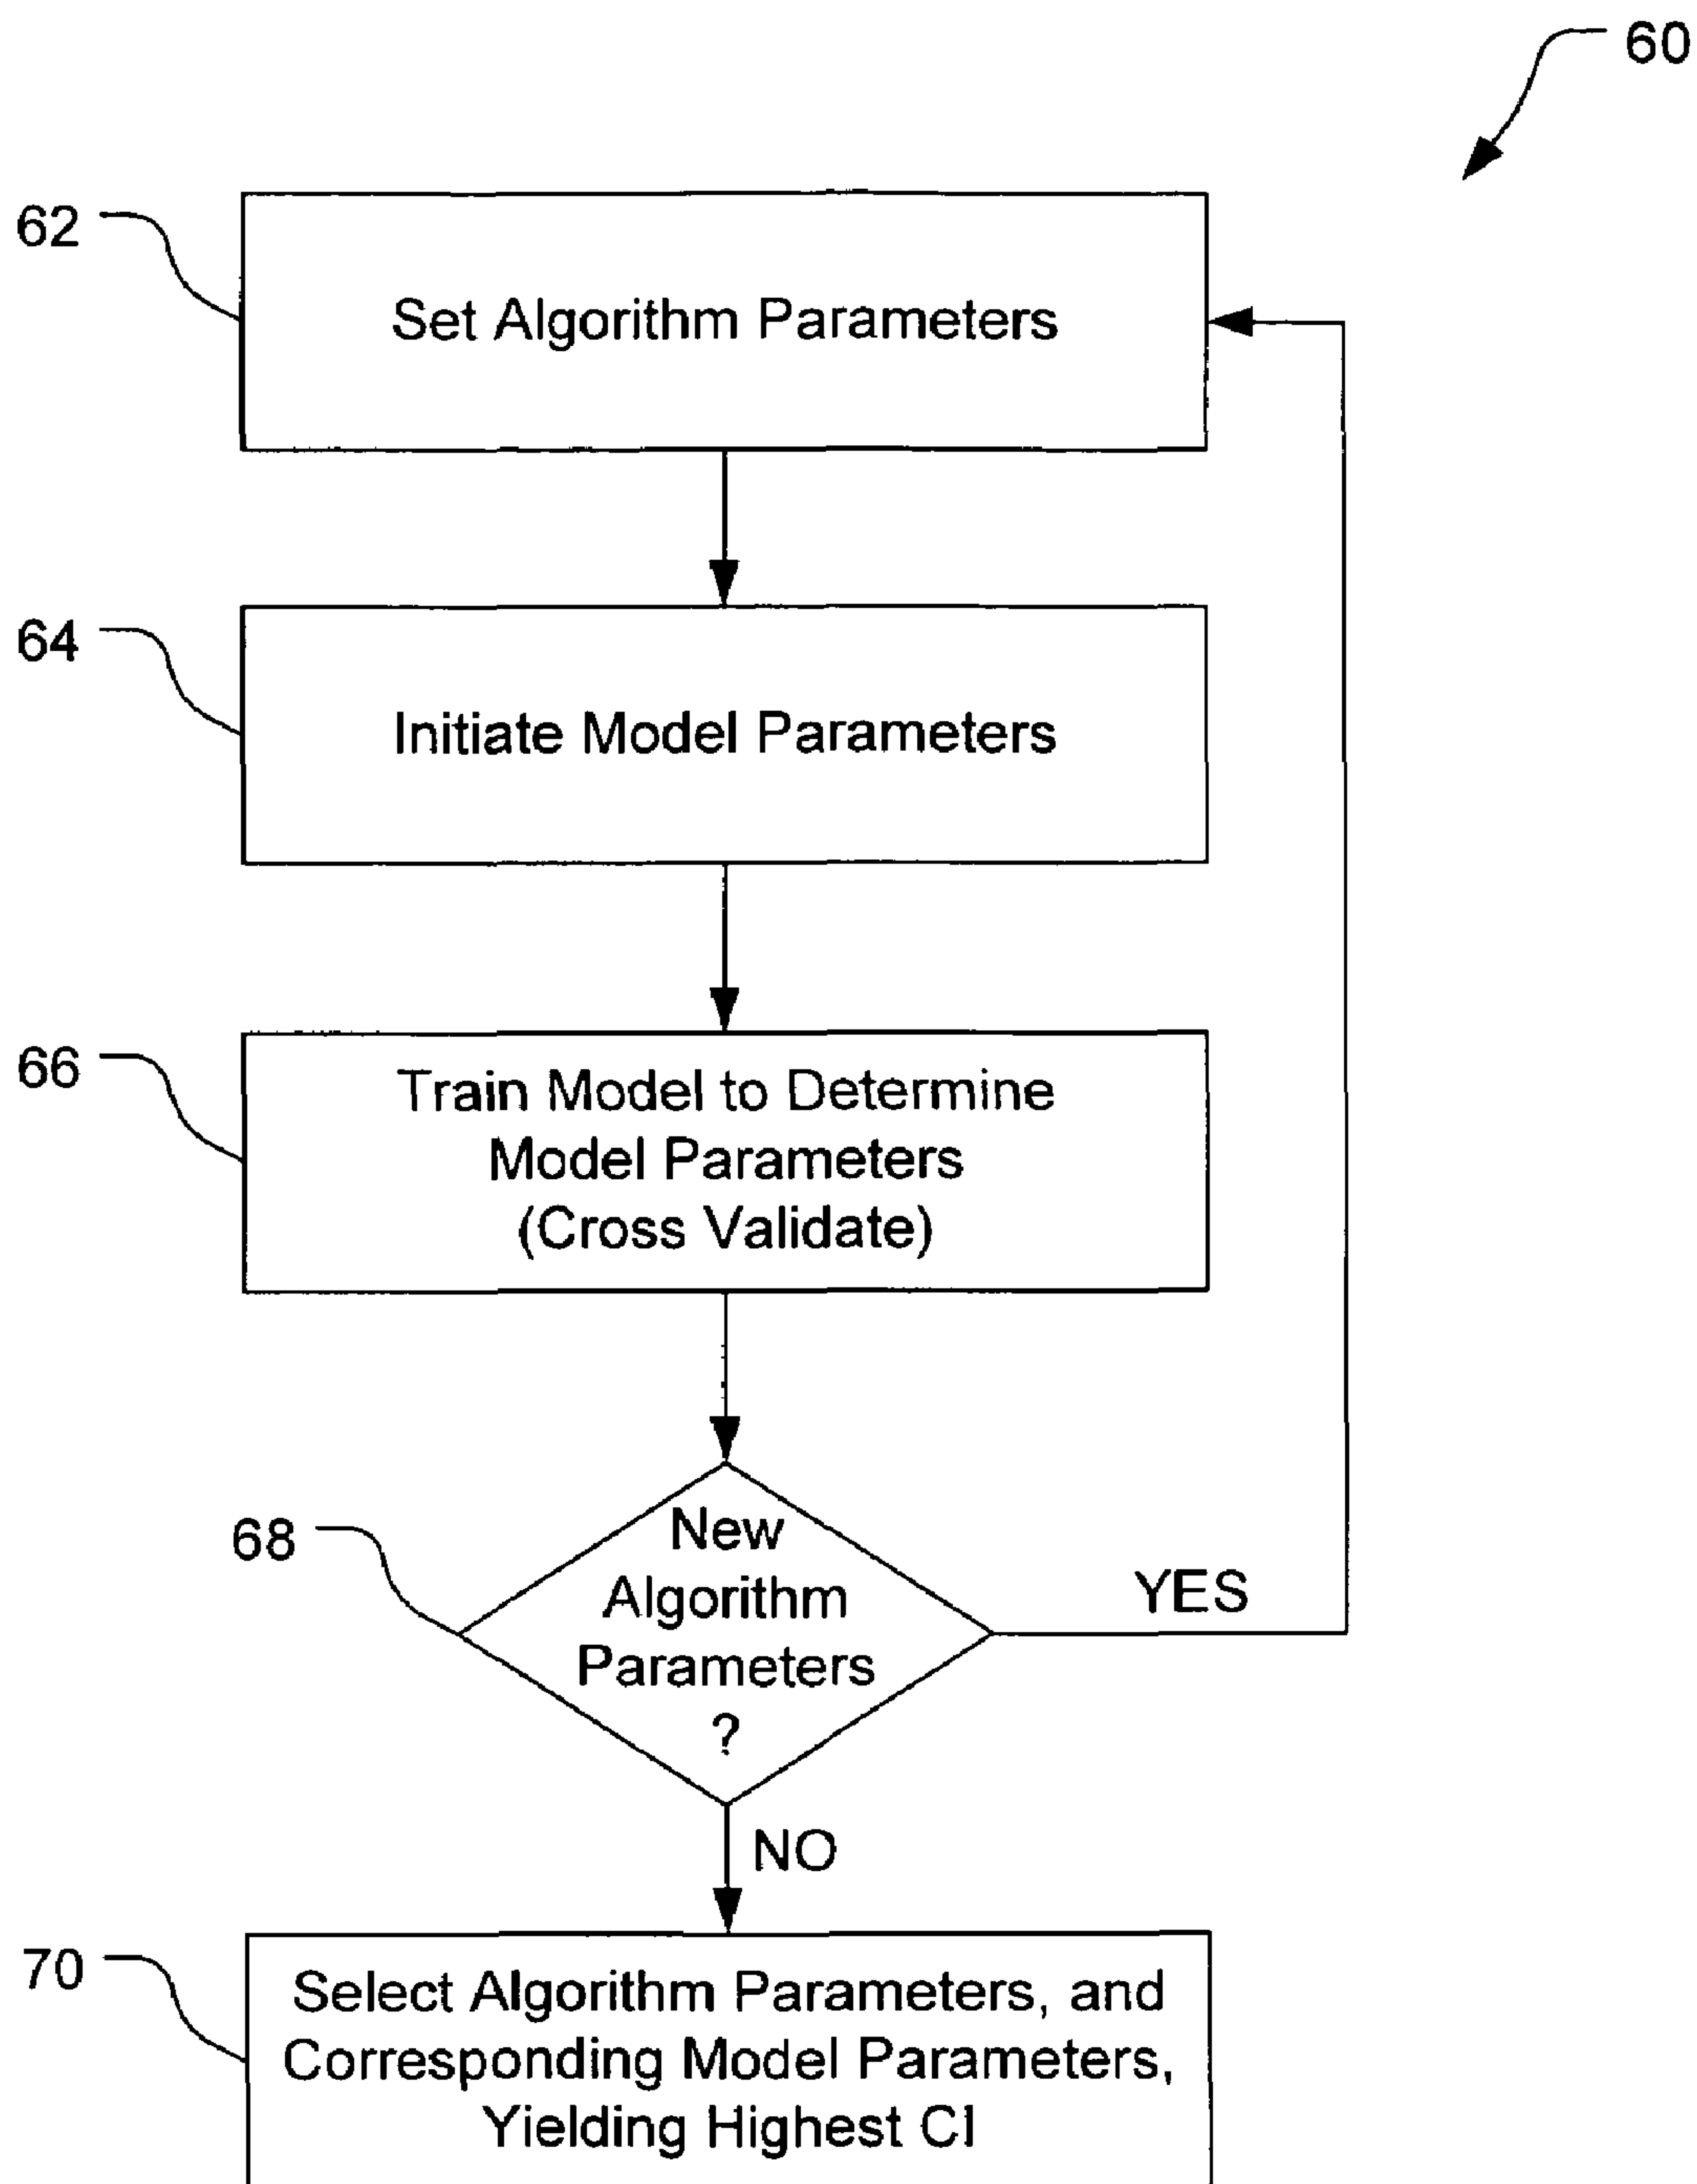 60
62
Set Algorithm Parameters
64
Initiate Model Parameters
66
Train Model to Determine
Model Parameters
(Cross Validate)
68
New
Algorithm
Parameters
?
YES
NO
70
Select Algorithm Parameters, and
Corresponding Model Parameters,
Yielding Highest CI